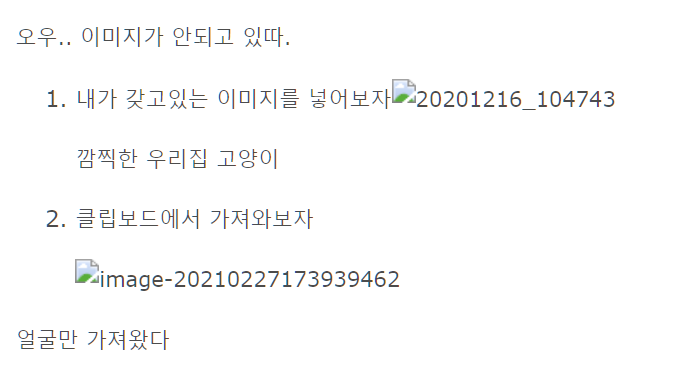 오우.. 이미지가 안되고 있따.
1. 내가 갖고있는 이미지를 넣어보자20201216_104743
깜찍한 우리집 고양이
2. 클립보드에서 가져와보자
image-20210227173939462
얼굴만 가져왔다